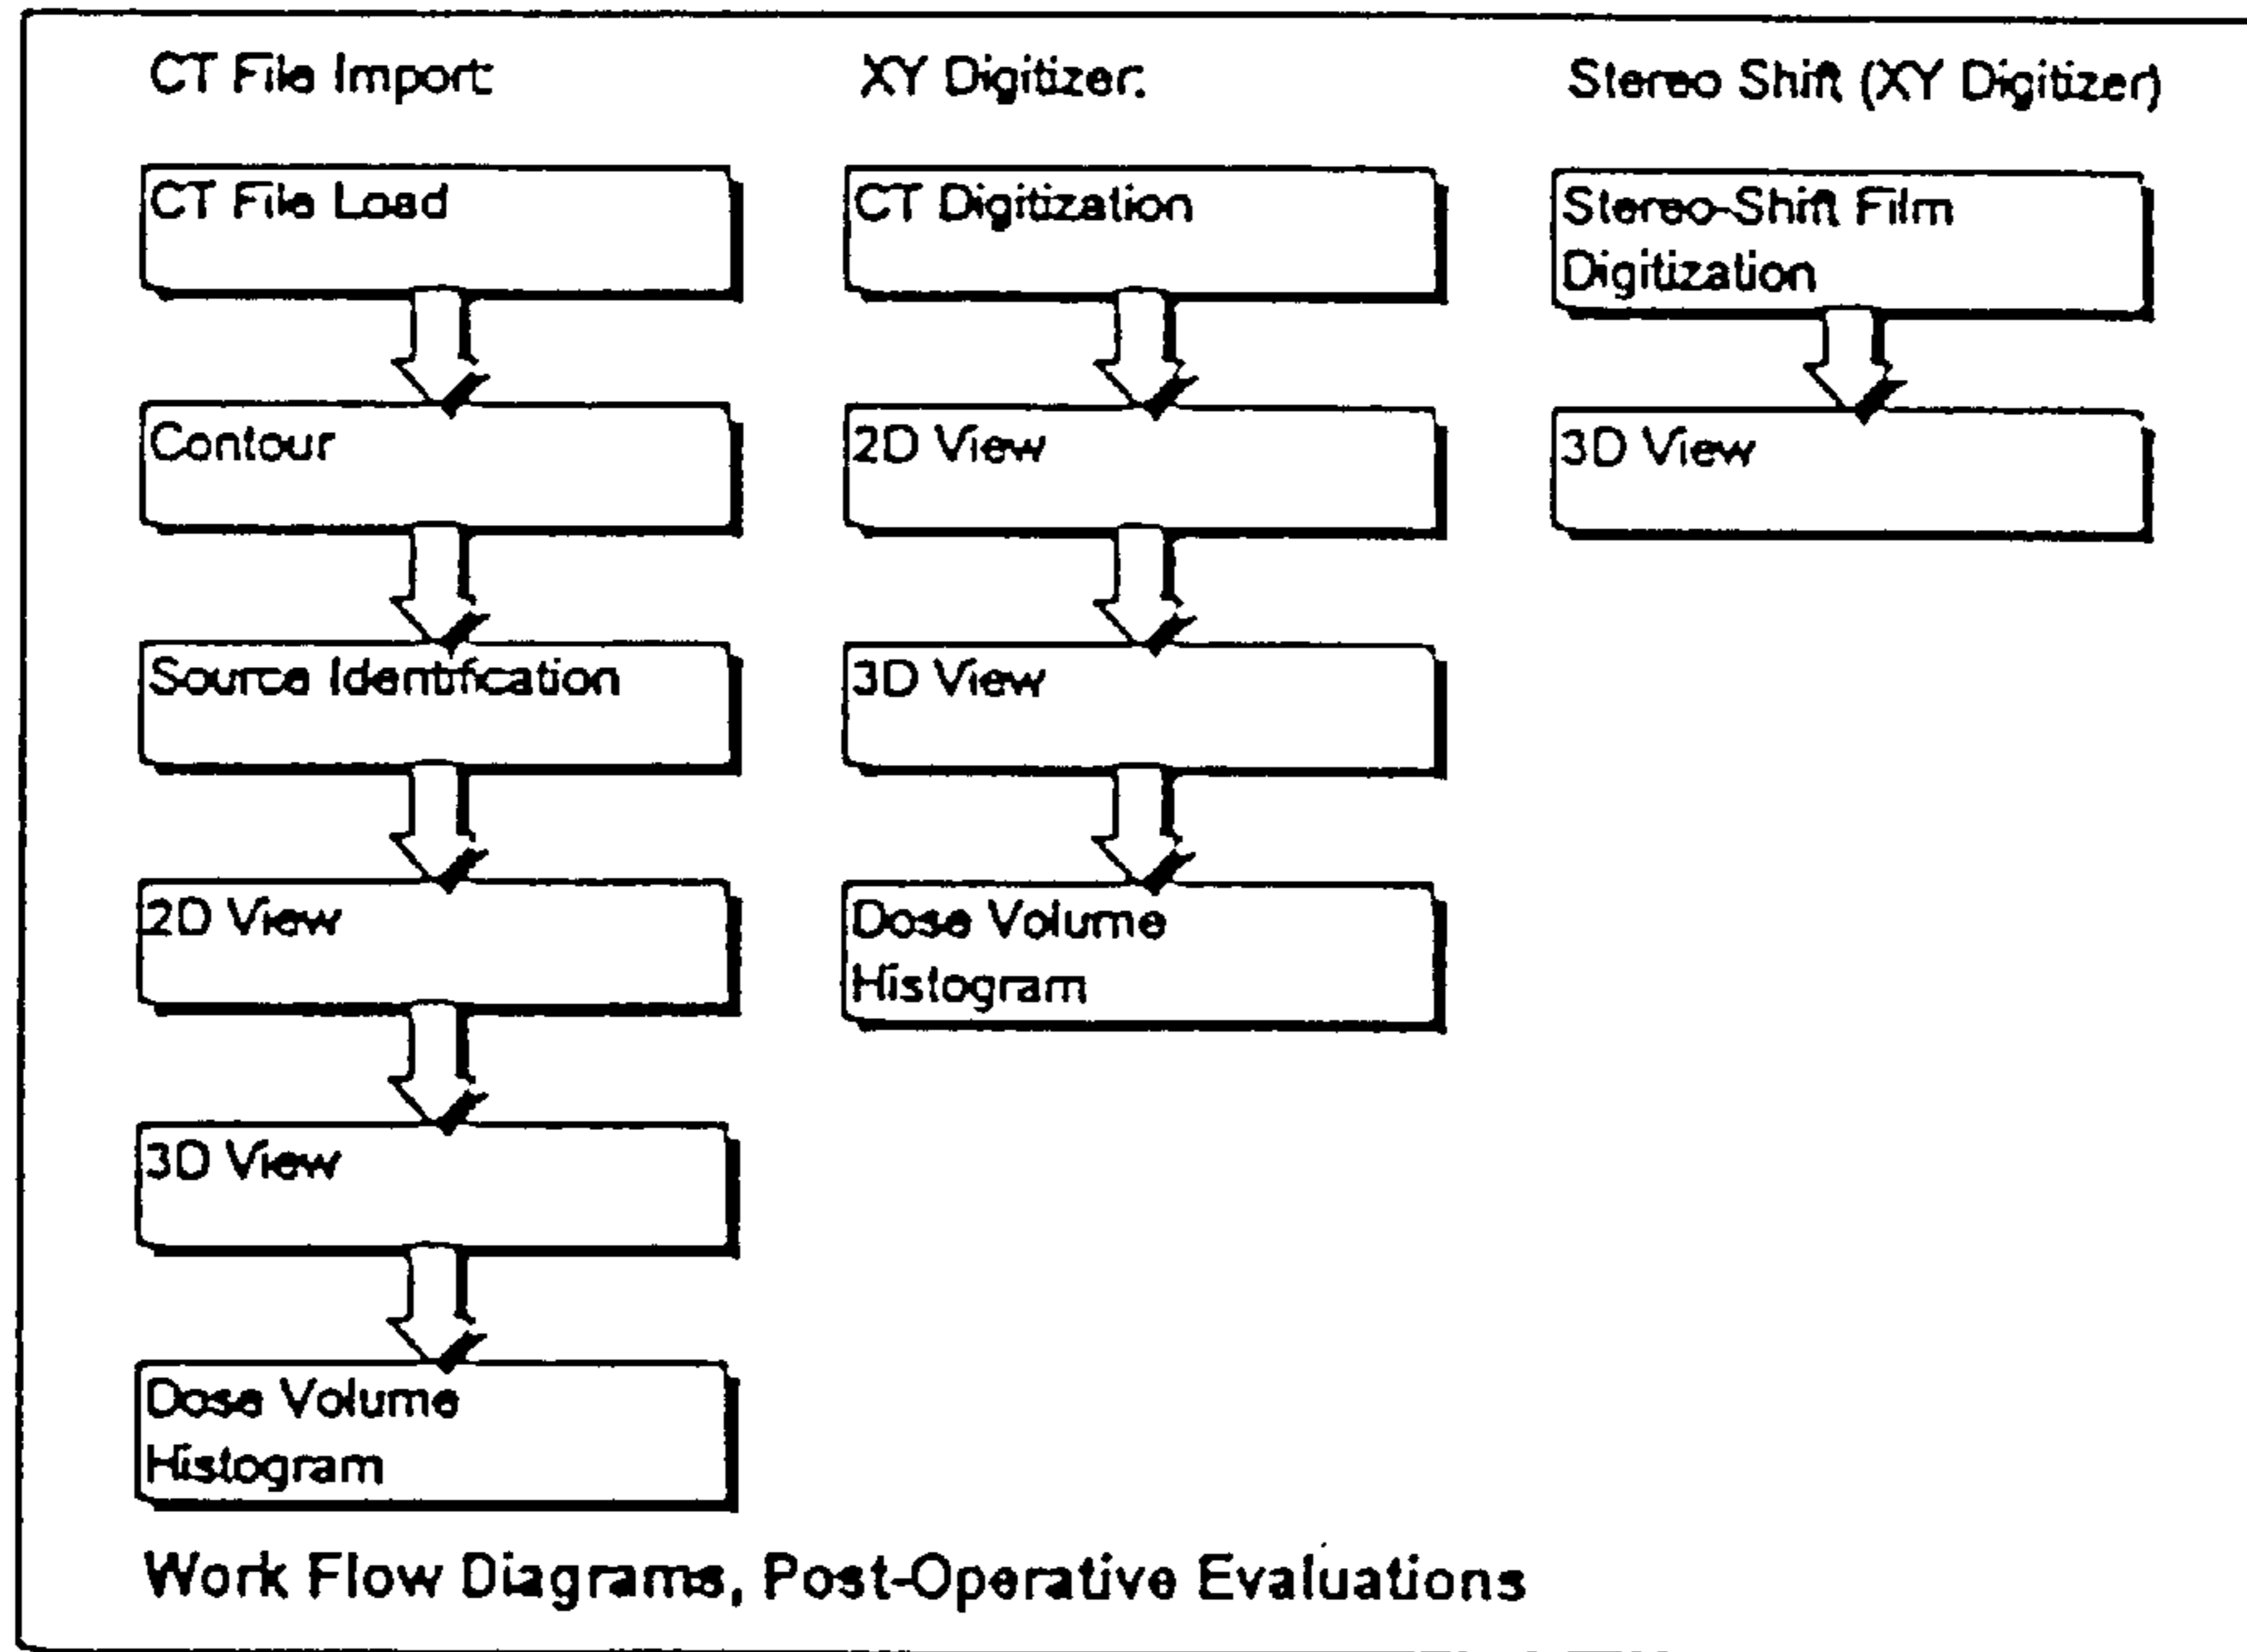 CT File Import:
CT File Load
Contour
Source Identification
2D View
3D View
Dose Volume
Histogram
XY Digitizer:
CT Digitization
2D View
3D View
Dose Volume
Histogram
Stereo Shift (XY Digitizer)
Stereo-Shift Film
Digitization
3D View
Work Flow Diagrams, Post-Operative Evaluations